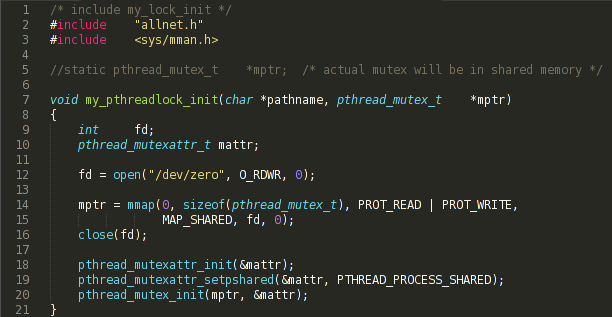 1 /* include my_lock_init */
2 #include    "allnet.h"
3 #include    <sys/mman.h>
4
5 //static pthread_mutex_t    *mptr;  /* actual mutex will be in shared memory */
6
7 void my_pthreadlock_init(char *pathname, pthread_mutex_t    *mptr)
8 {
9     int     fd;
10     pthread_mutexattr_t mattr;
11
12     fd = open("/dev/zero", O_RDWR, 0);
13
14     mptr = mmap(0, sizeof(pthread_mutex_t), PROT_READ | PROT_WRITE,
15                 MAP_SHARED, fd, 0);
16     close(fd);
17
18     pthread_mutexattr_init(&mattr);
19     pthread_mutexattr_setpshared(&mattr, PTHREAD_PROCESS_SHARED);
20     pthread_mutex_init(mptr, &mattr);
21 }